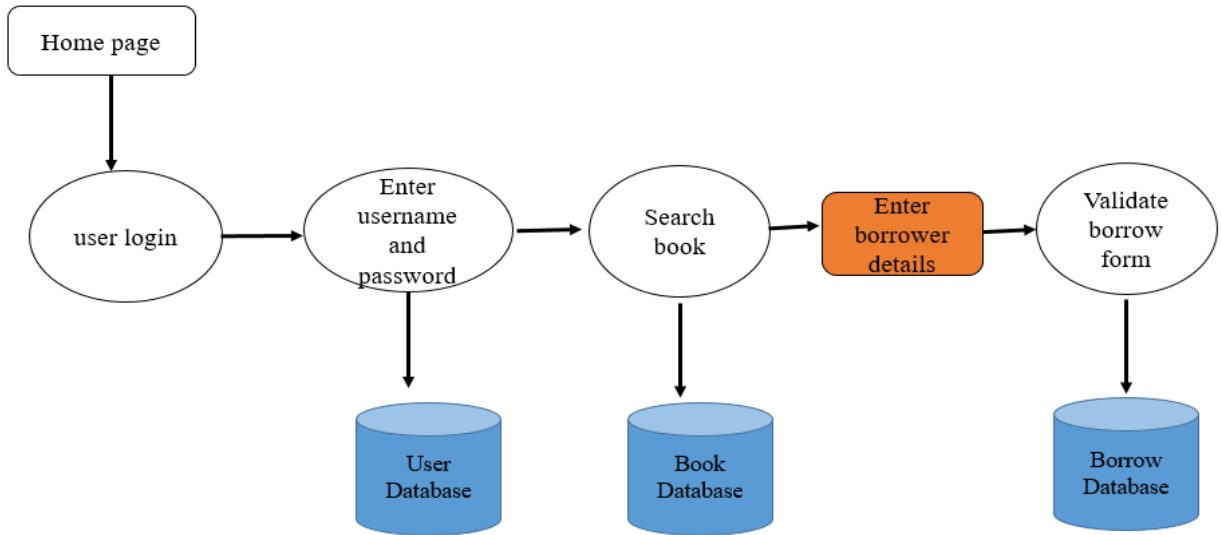 Home page
user login
Enter
username
and
password
Search
book
Enter
borrower
details
Validate
borrow
form
User
Database
Book
Database
Borrow
Database